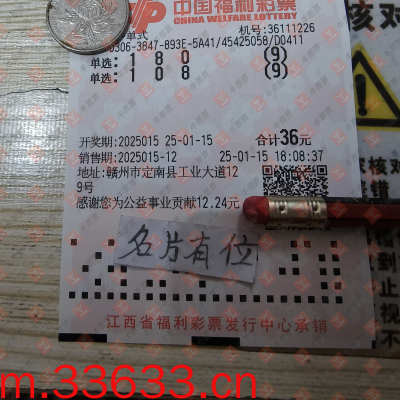 中国福利彩票
CHINA WELFARE LOTTERY
单式
机号:36111226
0306-3847-893E-5A41/45425058/D0411
单选:1 8 0 (9)
单选:1 0 8 (9)
开奖期:2025015 25-01-15 合计36元
销售期:2025015-12 25-01-15 18:08:37
地址:赣州市定南县工业大道12
9号
感谢您为公益事业贡献12.24元
名片有位
江西省福利彩票发行中心承销
m.33633.cn
核对